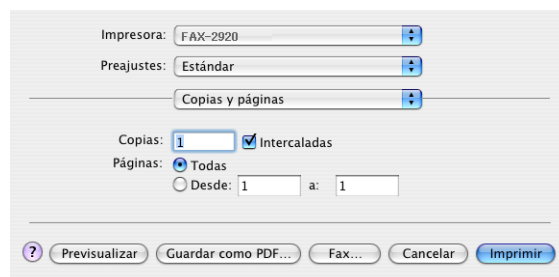 Impresora: FAX-2920
Preajustes: Estándar
Copias y páginas
Copias: 1 Intercaladas
Páginas: Todas
Desde: 1 a: 1
? Previsualizar Guardar como PDF... Fax... Cancelar Imprimir